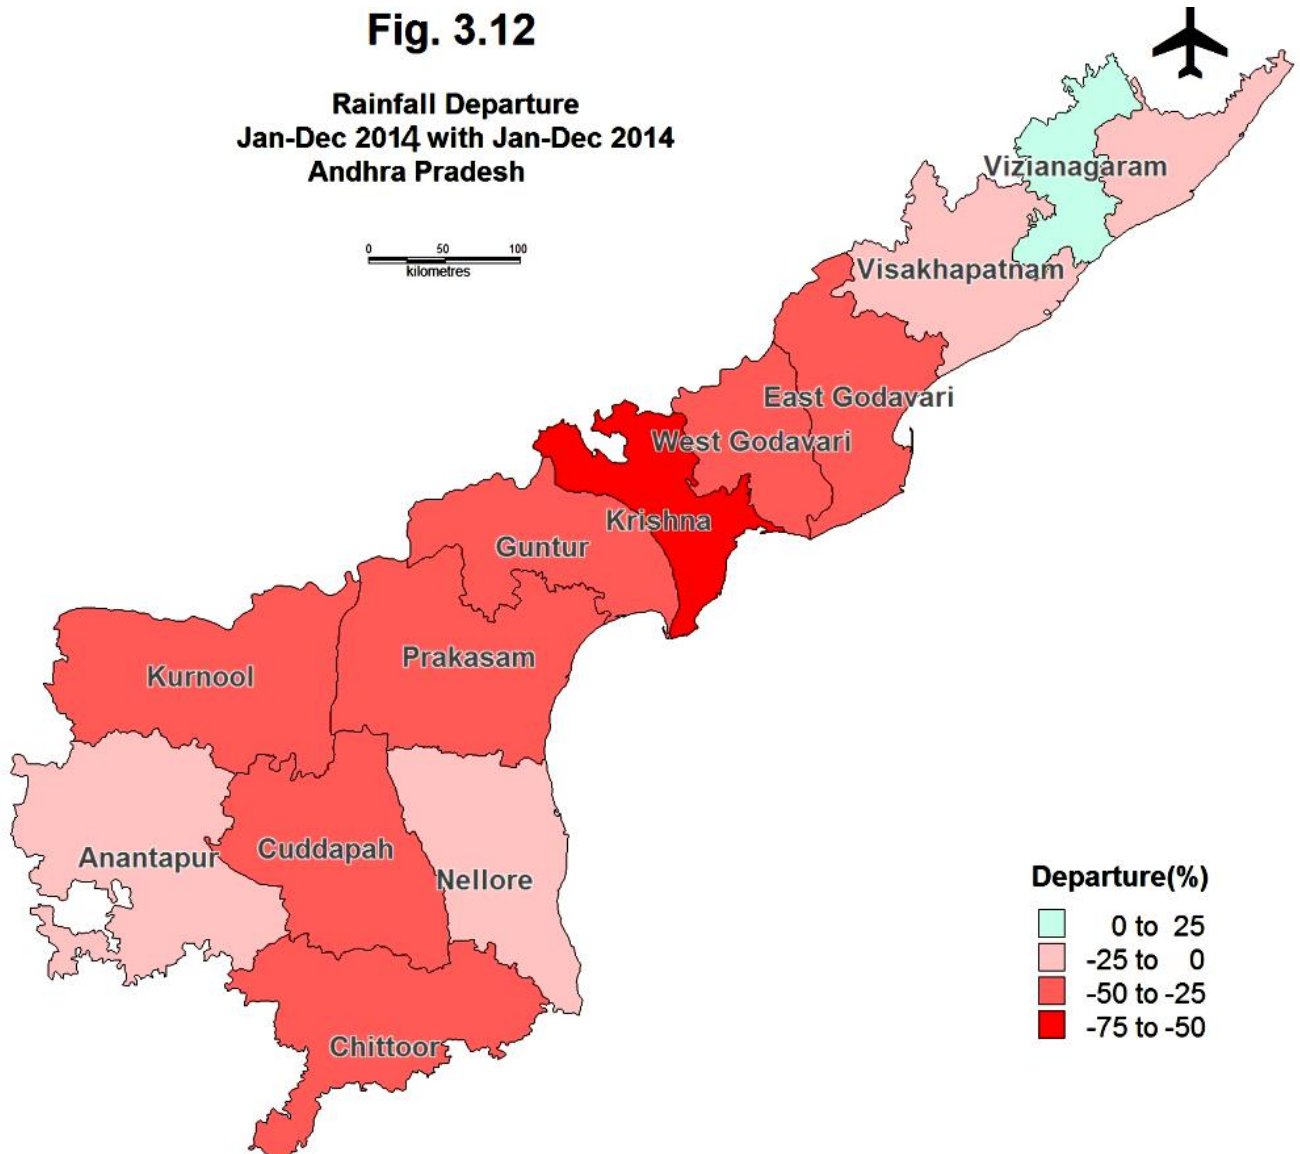 Fig. 3.12
Rainfall Departure
Jan-Dec 2014 with Jan-Dec 2014
Andhra Pradesh
0 50 100
kilometres
Vizianagaram
Visakhapatnam
East Godavari
West Godavari
Krishna
Guntur
Prakasam
Kurnool
Anantapur
Cuddapah
Nellore
Chittoor
Departure(%)
0 to 25
-25 to 0
-50 to -25
-75 to -50